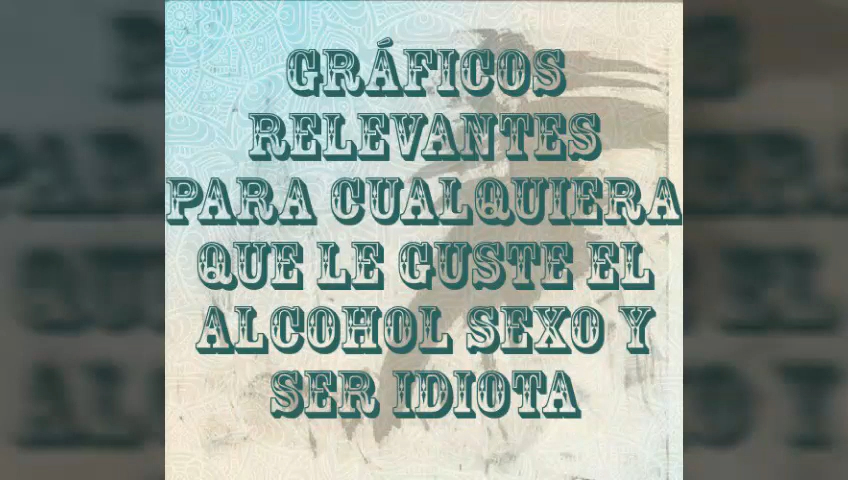 GRÁFICOS
RELEVANTES
PARA CUALQUIERA
QUE LE GUSTE EL
ALCOHOL SEXO Y
SER IDIOTA